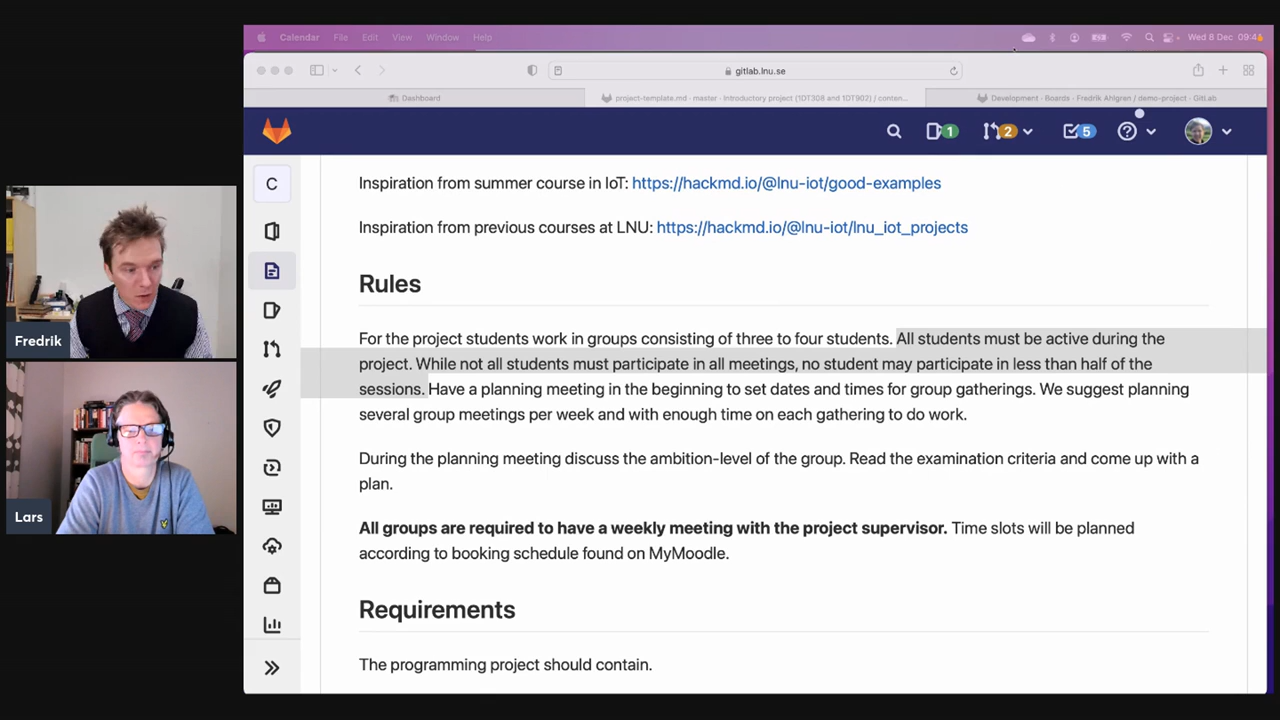 Calendar File Edit View Window Help
Wed 8 Dec 09:4
gitlab.lnu.se
Dashboard
project-template.md · master · Introductory project (1DT308 and 1DT902) / conten...
Development · Boards · Fredrik Ahlgren / demo-project · GitLab
1
2
5
C
Inspiration from summer course in IoT: https://hackmd.io/@lnu-iot/good-examples
Inspiration from previous courses at LNU: https://hackmd.io/@lnu-iot/lnu_iot_projects
Rules
For the project students work in groups consisting of three to four students. All students must be active during the
project. While not all students must participate in all meetings, no student may participate in less than half of the
sessions. Have a planning meeting in the beginning to set dates and times for group gatherings. We suggest planning
several group meetings per week and with enough time on each gathering to do work.
During the planning meeting discuss the ambition-level of the group. Read the examination criteria and come up with a
plan.
All groups are required to have a weekly meeting with the project supervisor. Time slots will be planned
according to booking schedule found on MyMoodle.
Requirements
The programming project should contain.
Fredrik
Lars